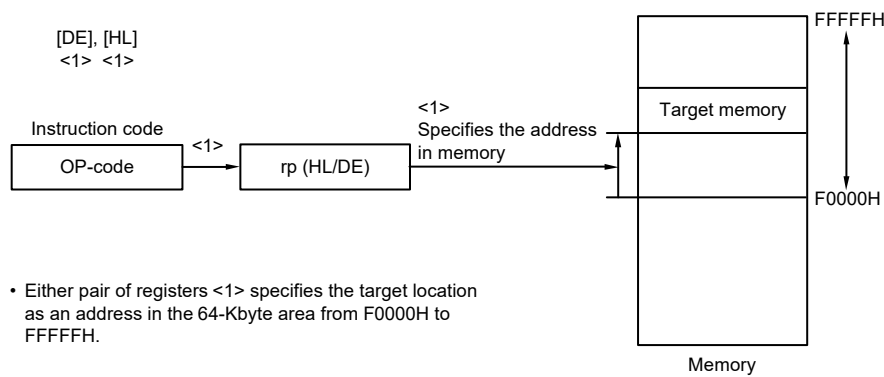 [DE], [HL]
<1> <1>
Instruction code
OP-code
<1>
rp (HL/DE)
<1>
Specifies the address
in memory
Target memory
FFFFFH
F0000H
Memory
• Either pair of registers <1> specifies the target location
as an address in the 64-Kbyte area from F0000H to
FFFFFH.